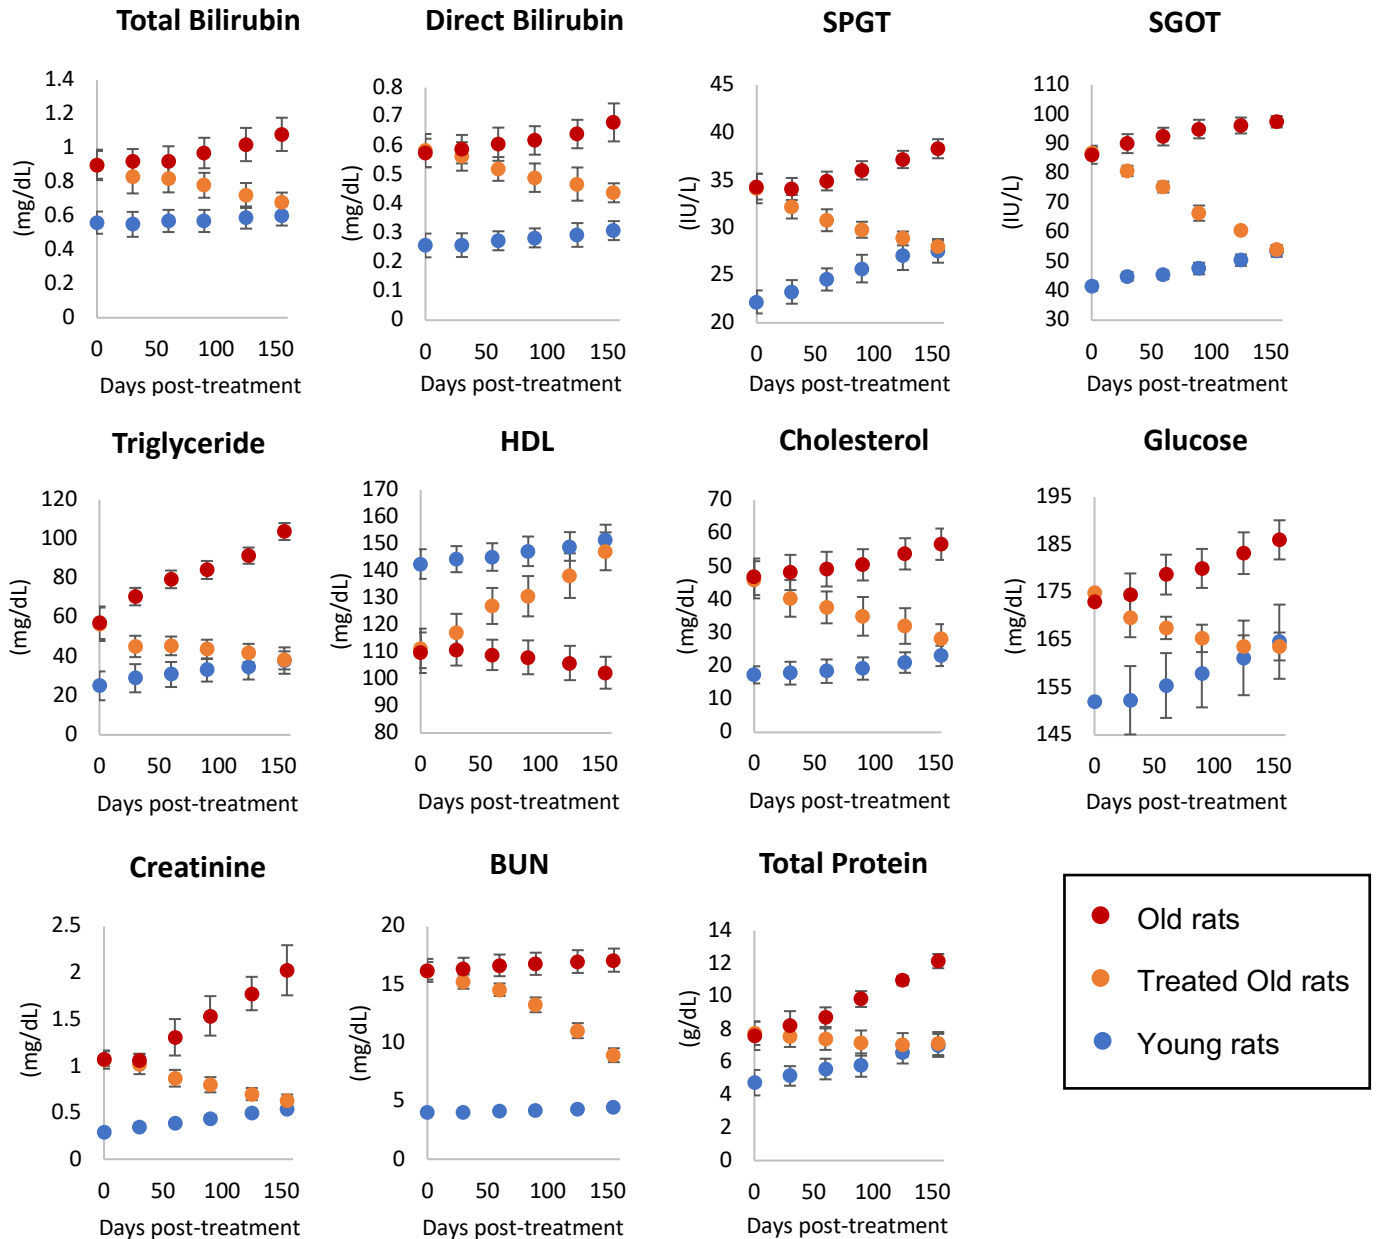 Total Bilirubin
Direct Bilirubin
SPGT
SGOT
(mg/dL)
1.4
1.2
1
0.8
0.6
0.4
0.2
0
0 50 100 150
Days post-treatment
(mg/dL)
0.8
0.7
0.6
0.5
0.4
0.3
0.2
0.1
0
0 50 100 150
Days post-treatment
(IU/L)
45
40
35
30
25
20
0 50 100 150
Days post-treatment
(IU/L)
110
100
90
80
70
60
50
40
30
0 50 100 150
Days post-treatment
Triglyceride
HDL
Cholesterol
Glucose
(mg/dL)
120
100
80
60
40
20
0
0 50 100 150
Days post-treatment
(mg/dL)
170
160
150
140
130
120
110
100
90
80
0 50 100 150
Days post-treatment
(mg/dL)
70
60
50
40
30
20
10
0
0 50 100 150
Days post-treatment
(mg/dL)
195
185
175
165
155
145
0 50 100 150
Days post-treatment
Creatinine
BUN
Total Protein
(mg/dL)
2.5
2
1.5
1
0.5
0
0 50 100 150
Days post-treatment
(mg/dL)
20
15
10
5
0
0 50 100 150
Days post-treatment
(g/dL)
14
12
10
8
6
4
2
0
0 50 100 150
Days post-treatment
Old rats
Treated Old rats
Young rats